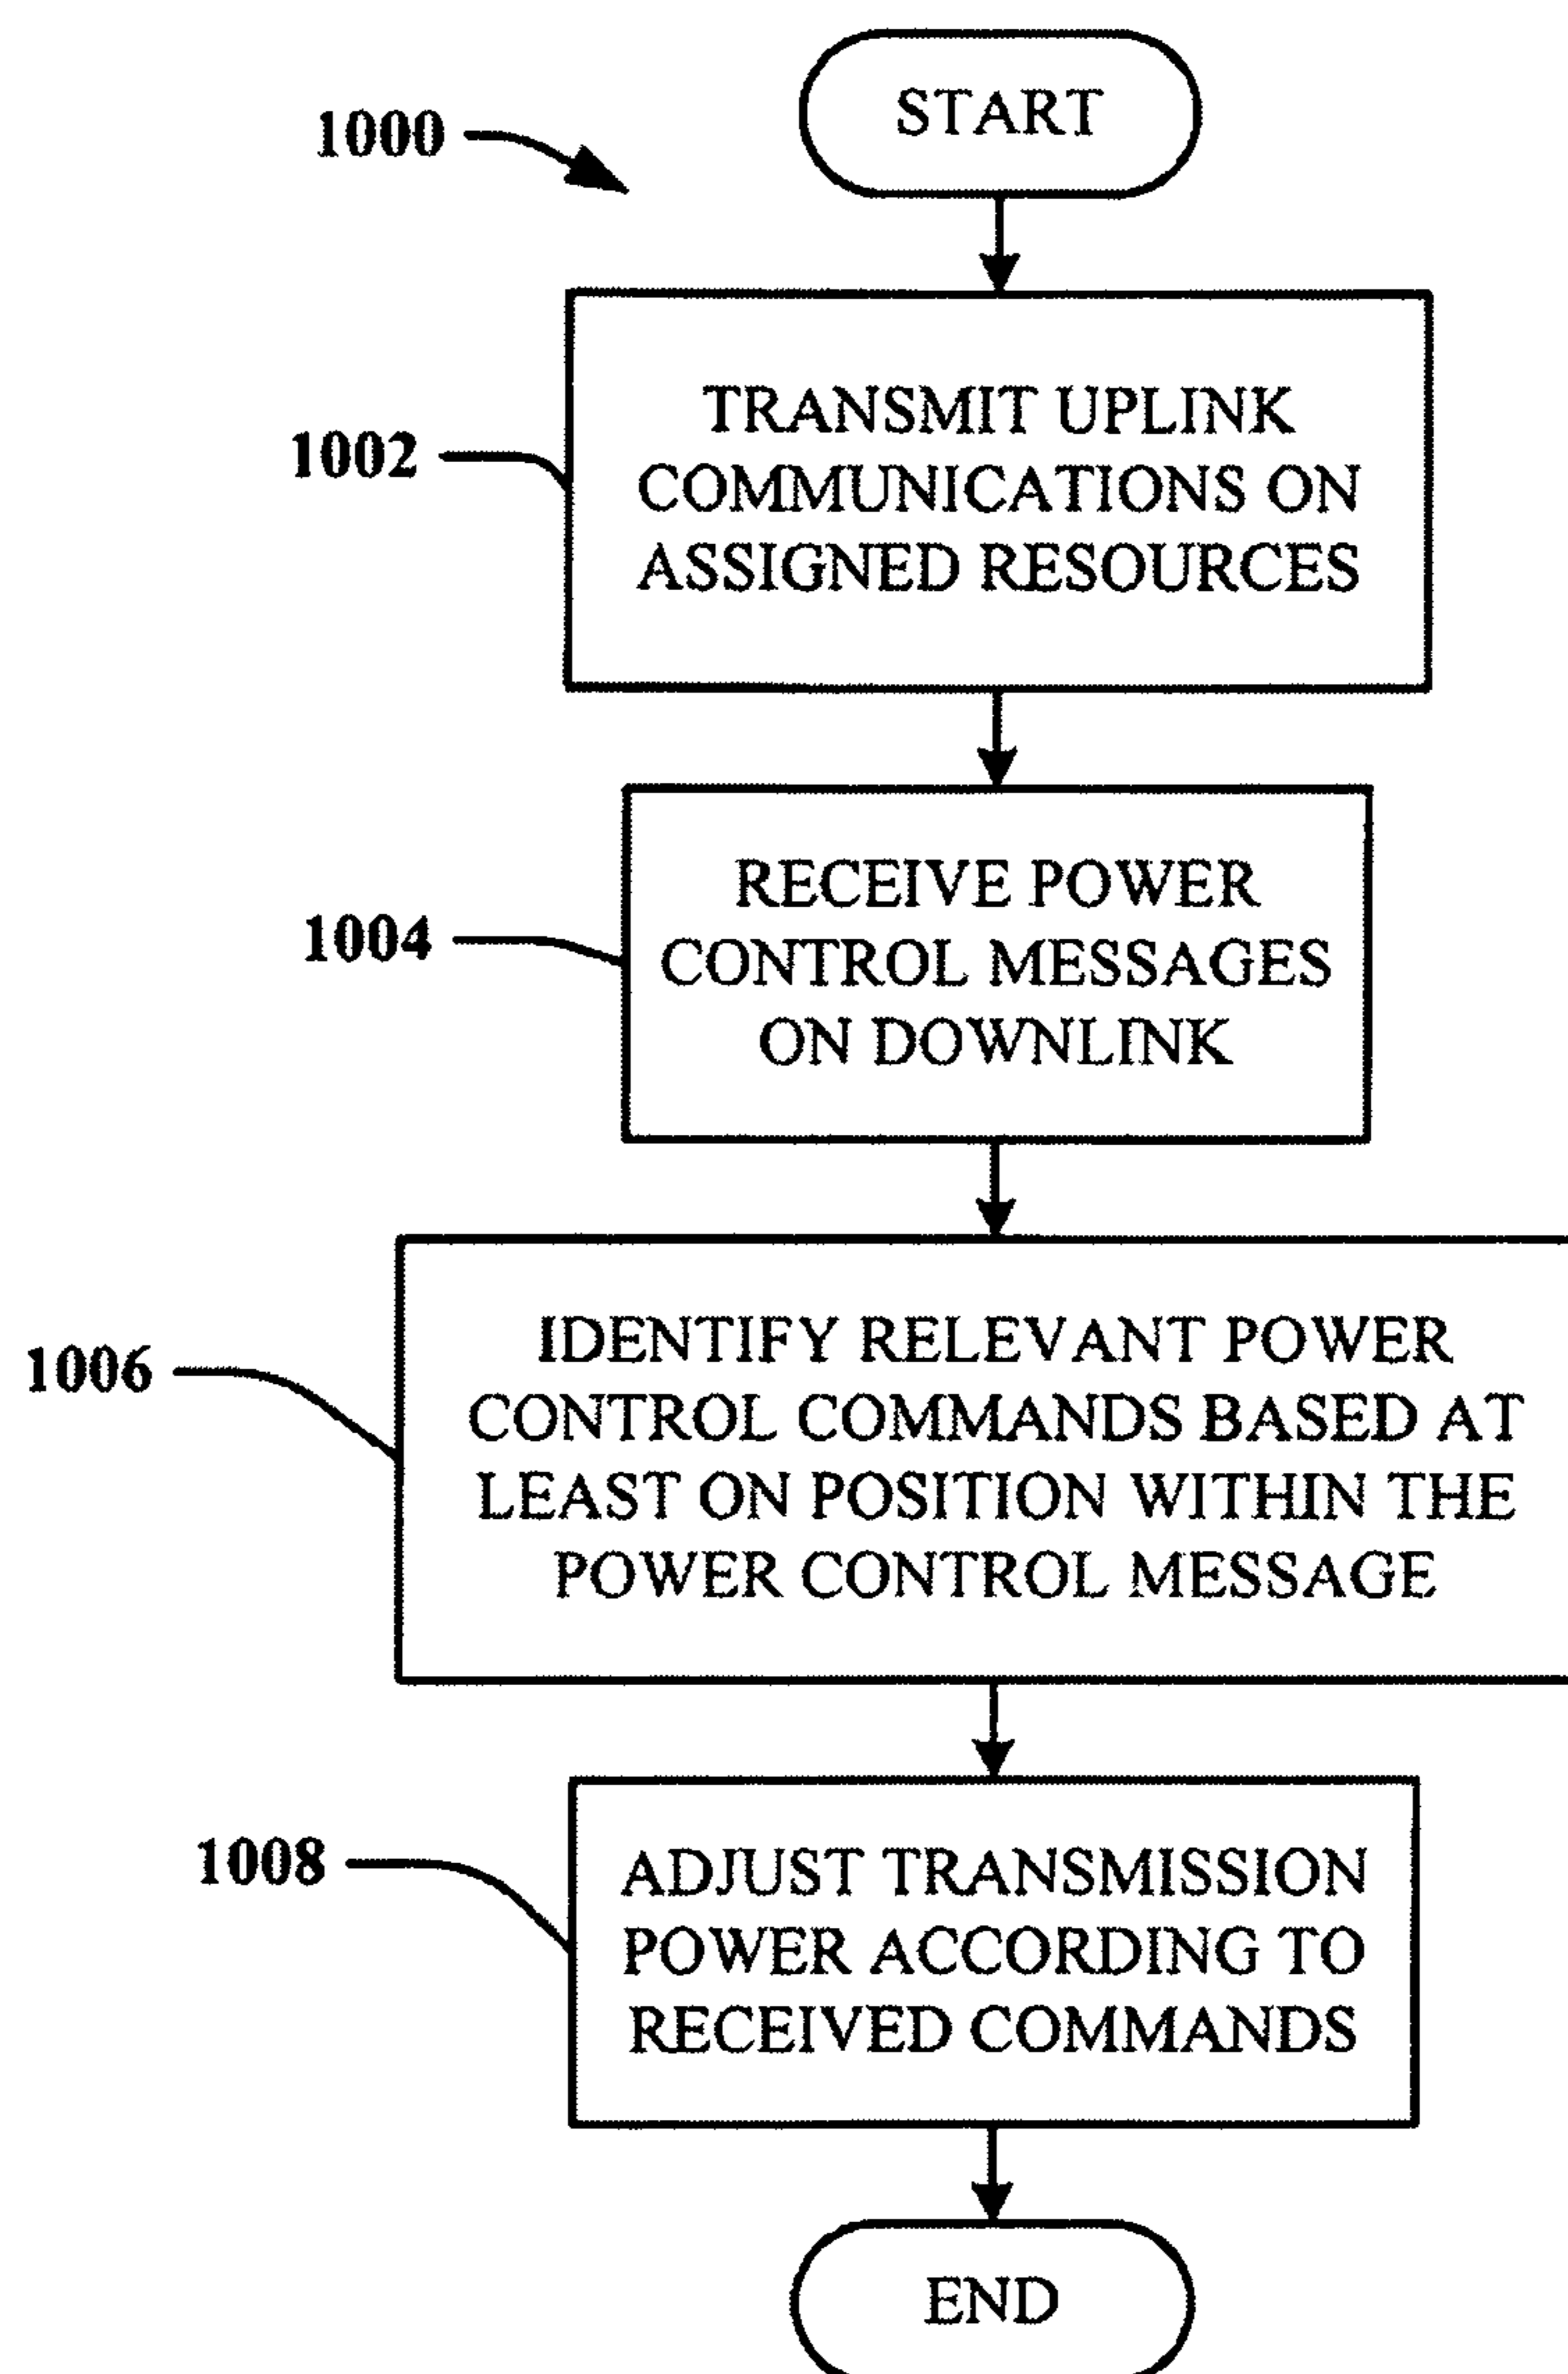 START
1000
TRANSMIT UPLINK
COMMUNICATIONS ON
ASSIGNED RESOURCES
1002
RECEIVE POWER
CONTROL MESSAGES
ON DOWNLINK
1004
IDENTIFY RELEVANT POWER
CONTROL COMMANDS BASED AT
LEAST ON POSITION WITHIN THE
POWER CONTROL MESSAGE
1006
ADJUST TRANSMISSION
POWER ACCORDING TO
RECEIVED COMMANDS
1008
END